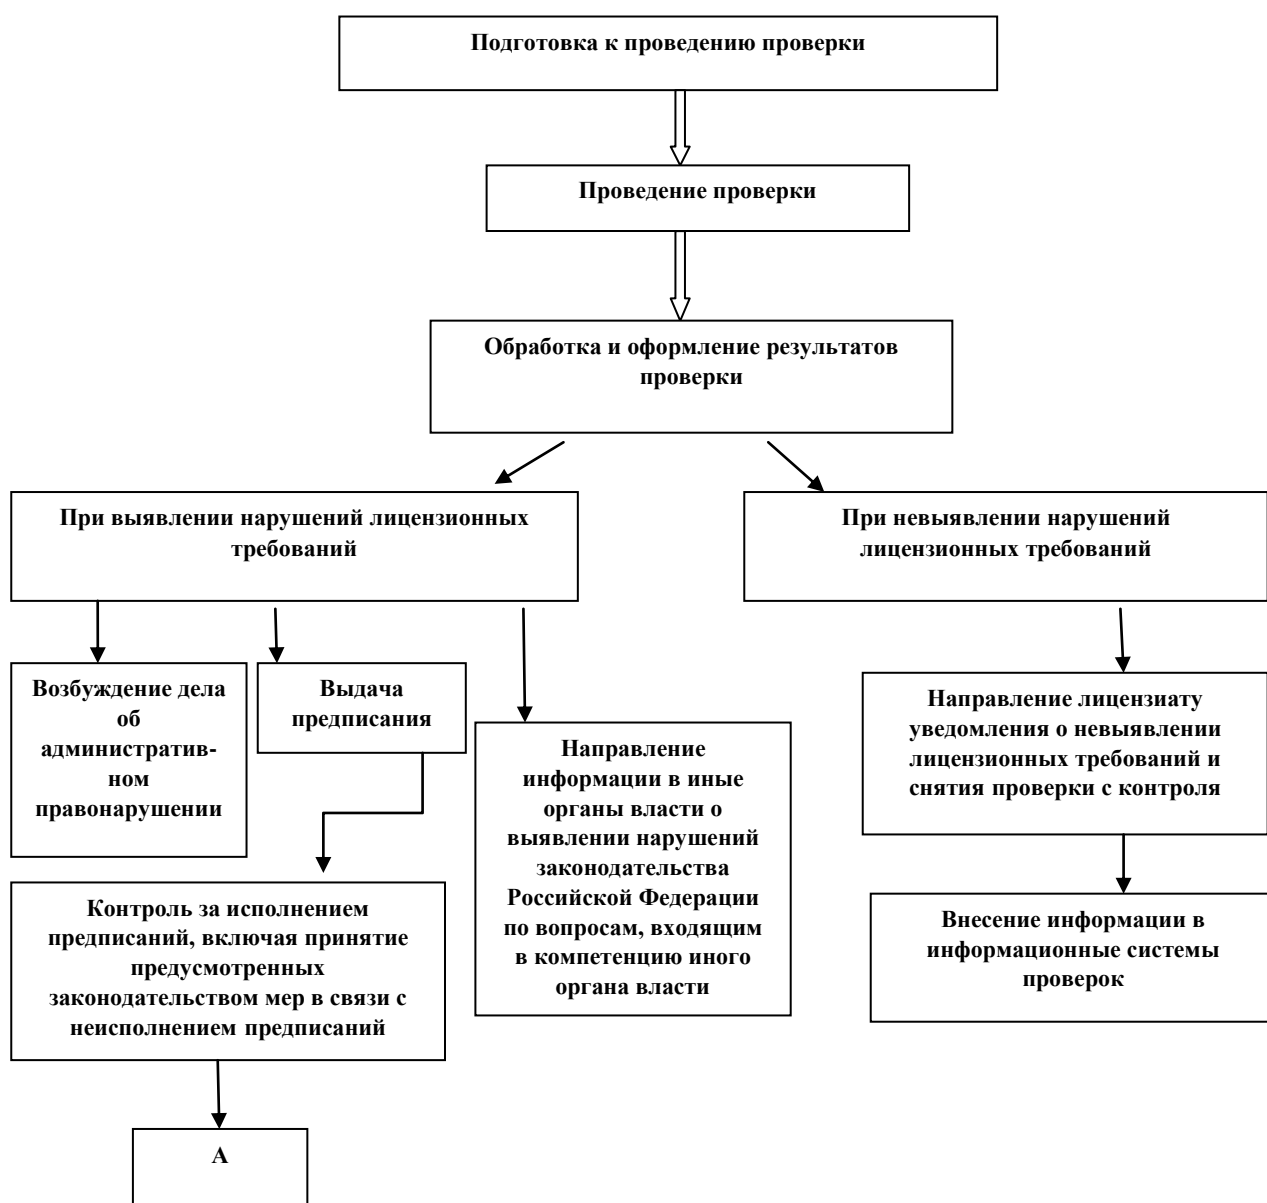 Подготовка к проведению проверки
Проведение проверки
Обработка и оформление результатов
проверки
При выявлении нарушений лицензионных
требований
При невыявлении нарушений
лицензионных требований
Возбуждение дела
об
административ-
ном
правонарушении
Выдача
предписания
Направление
информации в иные
органы власти о
выявлении нарушений
законодательства
Российской Федерации
по вопросам, входящим
в компетенцию иного
органа власти
Направление лицензиату
уведомления о невыявлении
лицензионных требований и
снятия проверки с контроля
Контроль за исполнением
предписаний, включая принятие
предусмотренных
законодательством мер в связи с
неисполнением предписаний
Внесение информации в
информационные системы
проверок
А